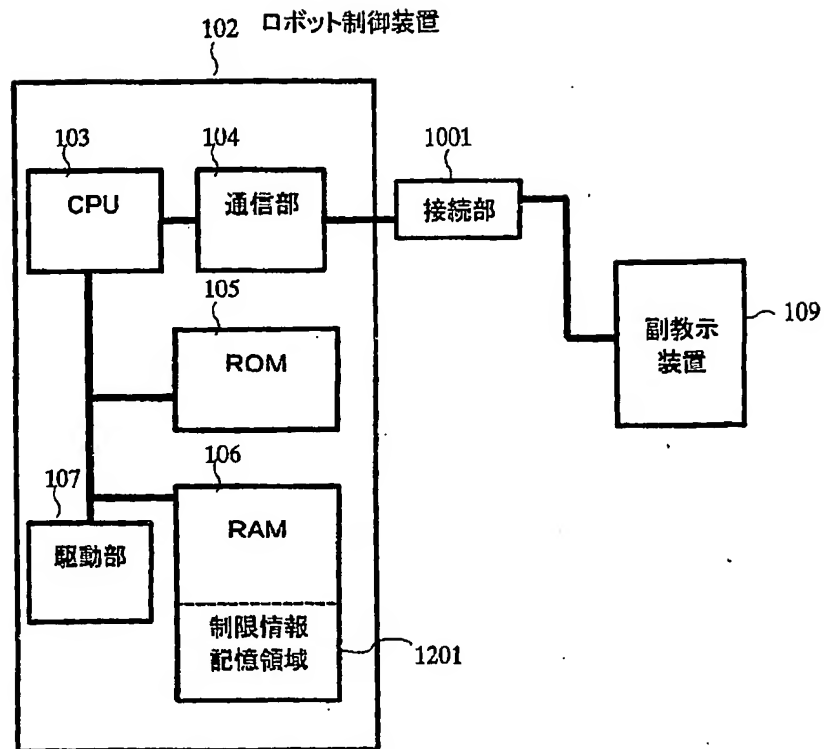 102 ロボット制御装置
103
CPU
104
通信部
1001
接続部
105
ROM
副教示
装置
109
106
RAM
107
駆動部
制限情報
記憶領域
1201